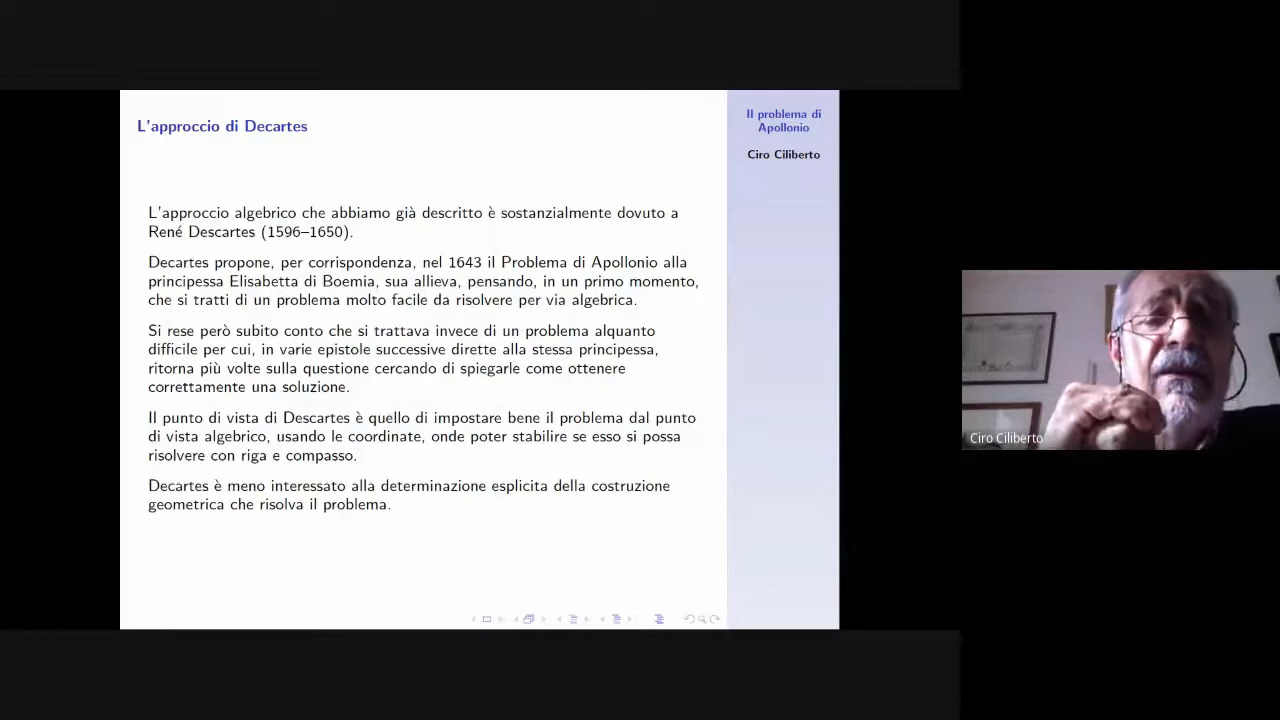 L'approccio di Decartes
Il problema di
Apollonio
Ciro Ciliberto
L'approccio algebrico che abbiamo già descritto è sostanzialmente dovuto a
René Descartes (1596–1650).
Decartes propone, per corrispondenza, nel 1643 il Problema di Apollonio alla
principessa Elisabetta di Boemia, sua allieva, pensando, in un primo momento,
che si tratti di un problema molto facile da risolvere per via algebrica.
Si rese però subito conto che si trattava invece di un problema alquanto
difficile per cui, in varie epistole successive dirette alla stessa principessa,
ritorna più volte sulla questione cercando di spiegarle come ottenere
correttamente una soluzione.
Il punto di vista di Descartes è quello di impostare bene il problema dal punto
di vista algebrico, usando le coordinate, onde poter stabilire se esso si possa
risolvere con riga e compasso.
Decartes è meno interessato alla determinazione esplicita della costruzione
geometrica che risolva il problema.
Ciro Ciliberto